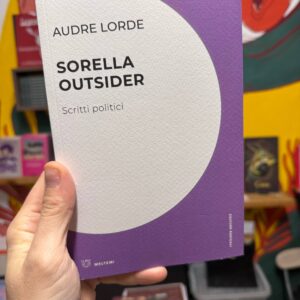 AUDRE LORDE
SORELLA
OUTSIDER
Scritti politici
MELTEMI